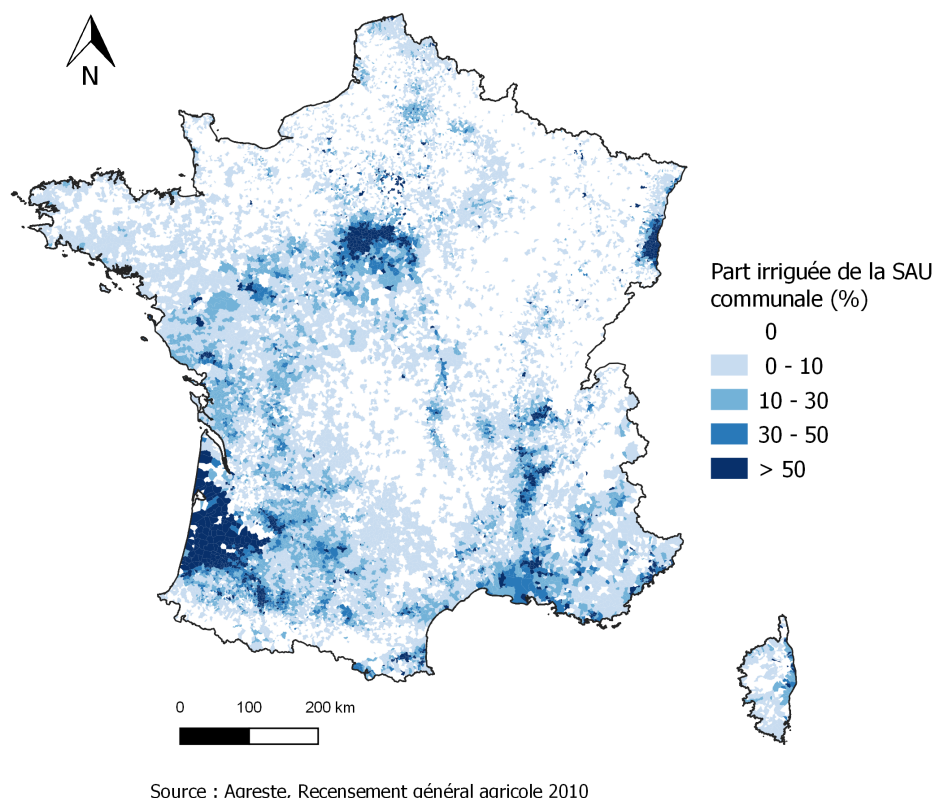 N
Part irriguée de la SAU
communale (%)
0
0 - 10
10 - 30
30 - 50
> 50
0 100 200 km
Source : Agreste, Recensement général agricole 2010